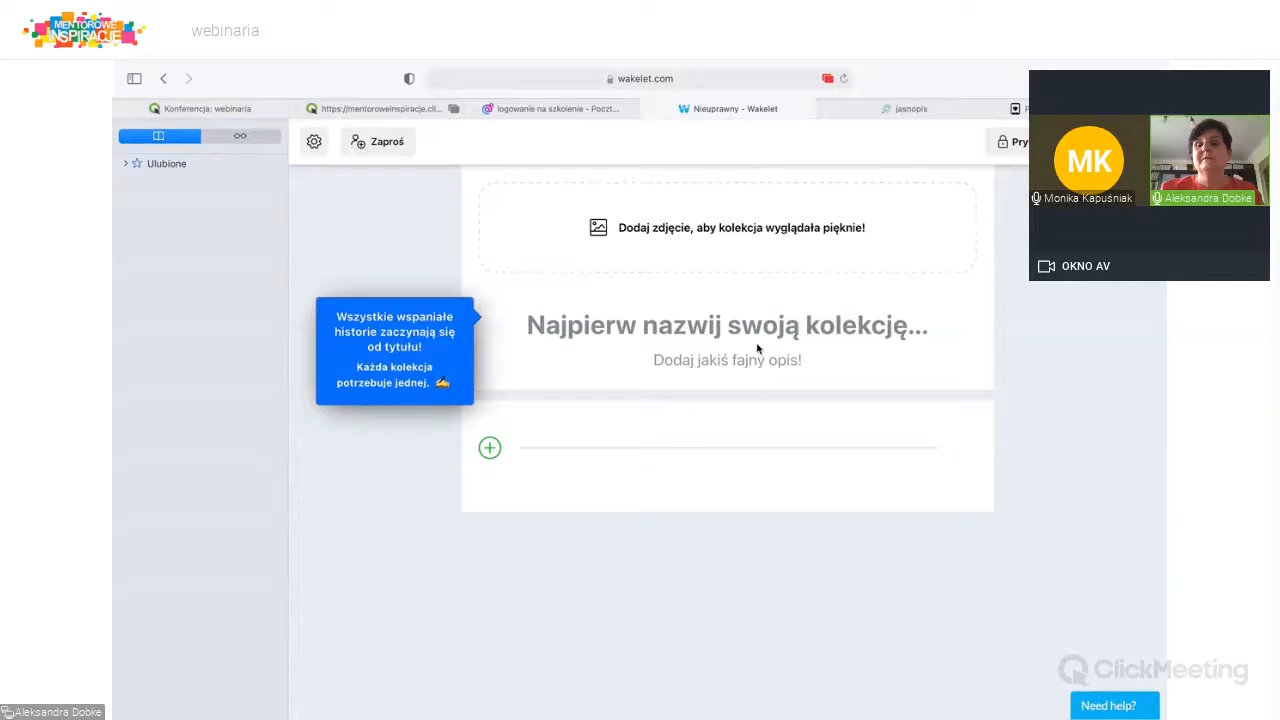 MENTOROWE
INSPIRACJE
webinaria
wakelet.com
Konferencja: webinaria
https://mentoroweinspiracje.cli...
logowanie na szkolenie - Poczt...
Nieuprawny - Wakelet
jasnopis
Ulubione
Zaproś
Pry
MK
Monika Kapuśniak
Aleksandra Dobke
OKNO AV
Dodaj zdjęcie, aby kolekcja wyglądała pięknie!
Wszystkie wspaniałe
historie zaczynają się
od tytułu!
Każda kolekcja
potrzebuje jednej. ✍️
Najpierw nazwij swoją kolekcję...
Dodaj jakiś fajny opis!
ClickMeeting
Need help?
Aleksandra Dobke